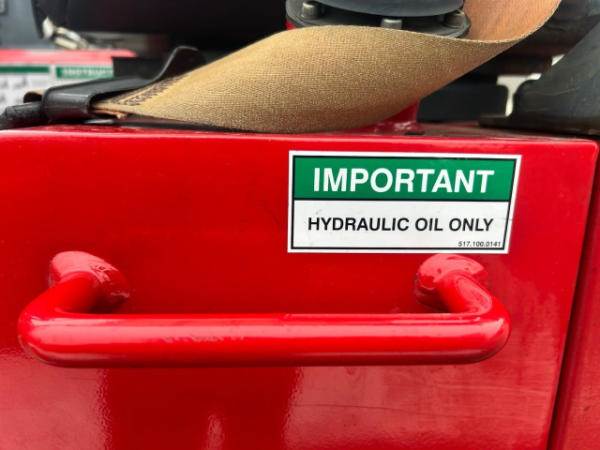 IMPORTANT
HYDRAULIC OIL ONLY
517.100.0141